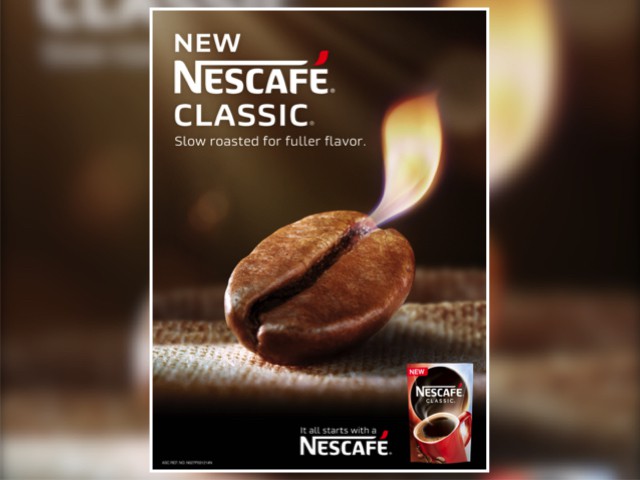 NEW
NESCAFÉ®
CLASSIC®
Slow roasted for fuller flavor.
NEW
NESCAFÉ
CLASSIC
It all starts with a
NESCAFÉ®